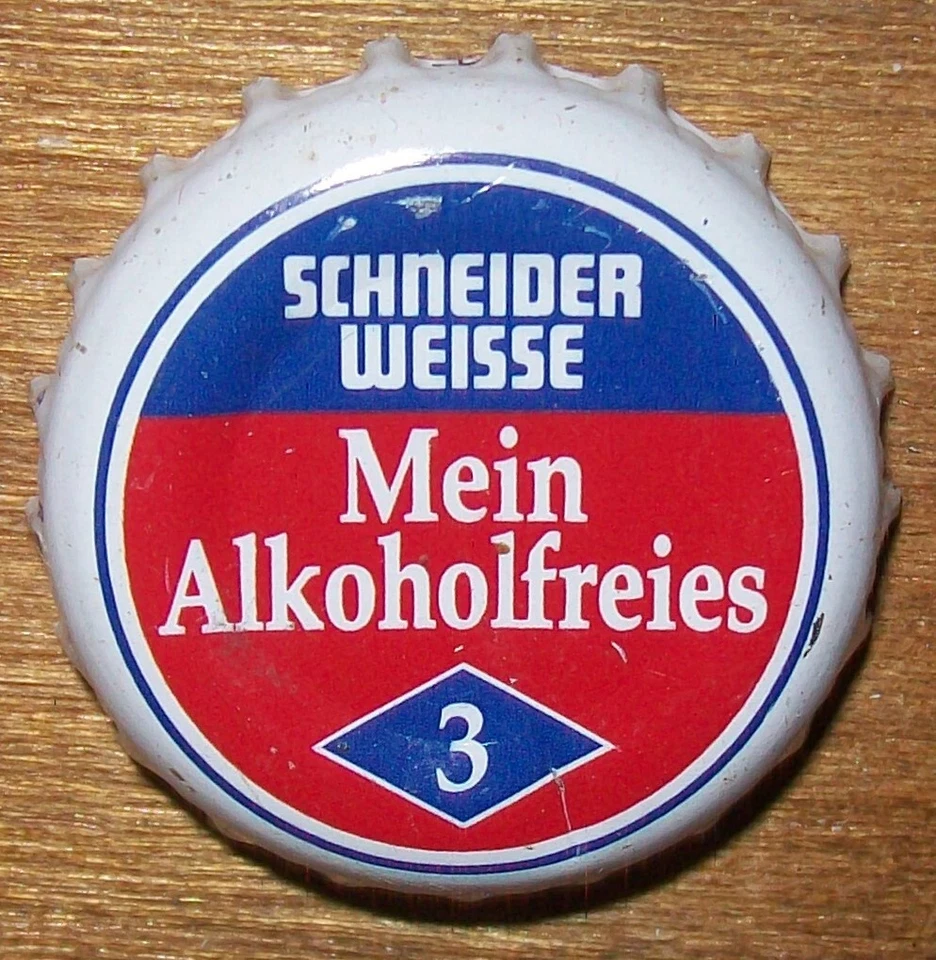 SCHNEIDER
WEISSE
Mein
Alkoholfreies
3